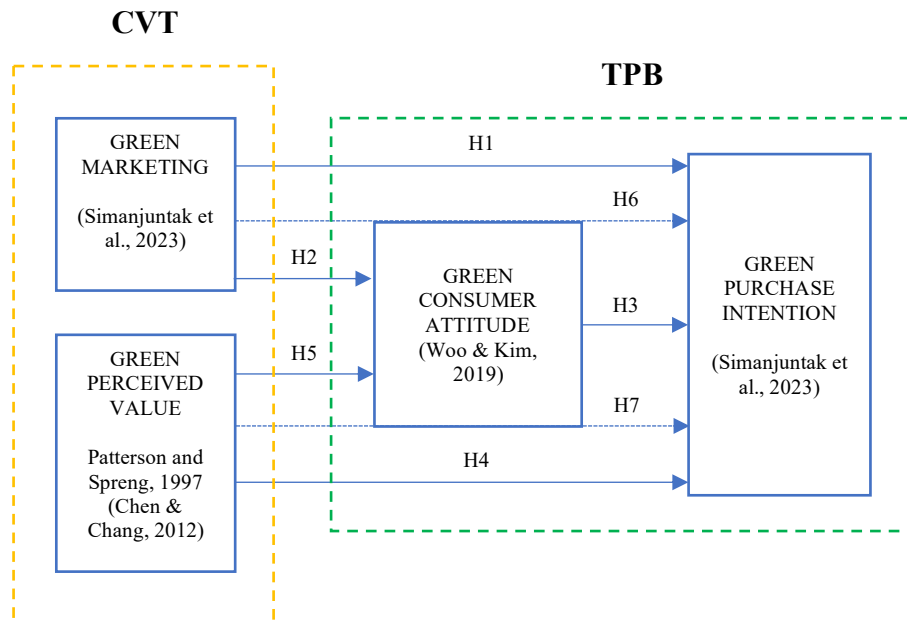 CVT
TPB
GREEN
MARKETING
(Simanjuntak
et al., 2023)
H1
H6
H2
GREEN
CONSUMER
ATTITUDE
(Woo & Kim,
2019)
H3
GREEN
PURCHASE
INTENTION
(Simanjuntak
et al., 2023)
GREEN
PERCEIVED
VALUE
Patterson and
Spreng, 1997
(Chen &
Chang, 2012)
H5
H7
H4